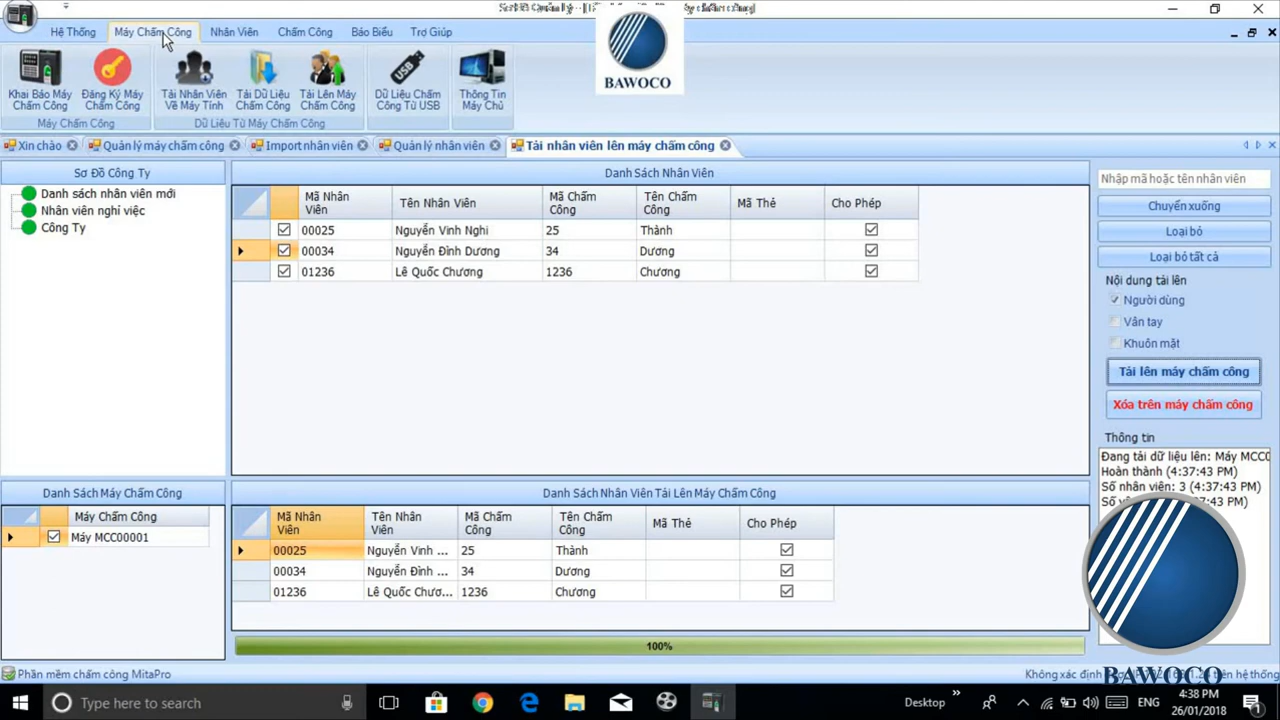 Hệ Thống Máy Chấm Công Nhân Viên Chấm Công Báo Biểu Trợ Giúp
BAWOCO
Khai Báo Máy Chấm Công
Đăng Ký Máy Chấm Công
Tải Nhân Viên Về Máy Tính
Tải Dữ Liệu Chấm Công
Tải Lên Máy Chấm Công
Dữ Liệu Chấm Công Từ USB
Thông Tin Máy Chủ
Máy Chấm Công Dữ Liệu Từ Máy Chấm Công
Xin chào Quản lý máy chấm công Import nhân viên Quản lý nhân viên Tải nhân viên lên máy chấm công
Sơ Đồ Công Ty
Danh sách nhân viên mới
Nhân viên nghỉ việc
Công Ty
Danh Sách Nhân Viên
Mã Nhân Viên Tên Nhân Viên Mã Chấm Công Tên Chấm Công Mã Thẻ Cho Phép
00025 Nguyễn Vinh Nghi 25 Thành
00034 Nguyễn Đình Dương 34 Dương
01236 Lê Quốc Chương 1236 Chương
Nhập mã hoặc tên nhân viên
Chuyển xuống
Loại bỏ
Loại bỏ tất cả
Nội dung tải lên
Người dùng
Vân tay
Khuôn mặt
Tải lên máy chấm công
Xóa trên máy chấm công
Thông tin
Đang tải dữ liệu lên: Máy MCC0
Hoàn thành (4:37:43 PM)
Số nhân viên: 3 (4:37:43 PM)
37:43 PM)
Danh Sách Máy Chấm Công
Máy Chấm Công
Máy MCC00001
Danh Sách Nhân Viên Tải Lên Máy Chấm Công
Mã Nhân Viên Tên Nhân Viên Mã Chấm Công Tên Chấm Công Mã Thẻ Cho Phép
00025 Nguyễn Vinh ... 25 Thành
00034 Nguyễn Đình ... 34 Dương
01236 Lê Quốc Chươ... 1236 Chương
100%
BAWOCO
Phần mềm chấm công MitaPro
Không xác định
trên hệ thống
Type here to search
Desktop
ENG
4:38 PM
26/01/2018
1